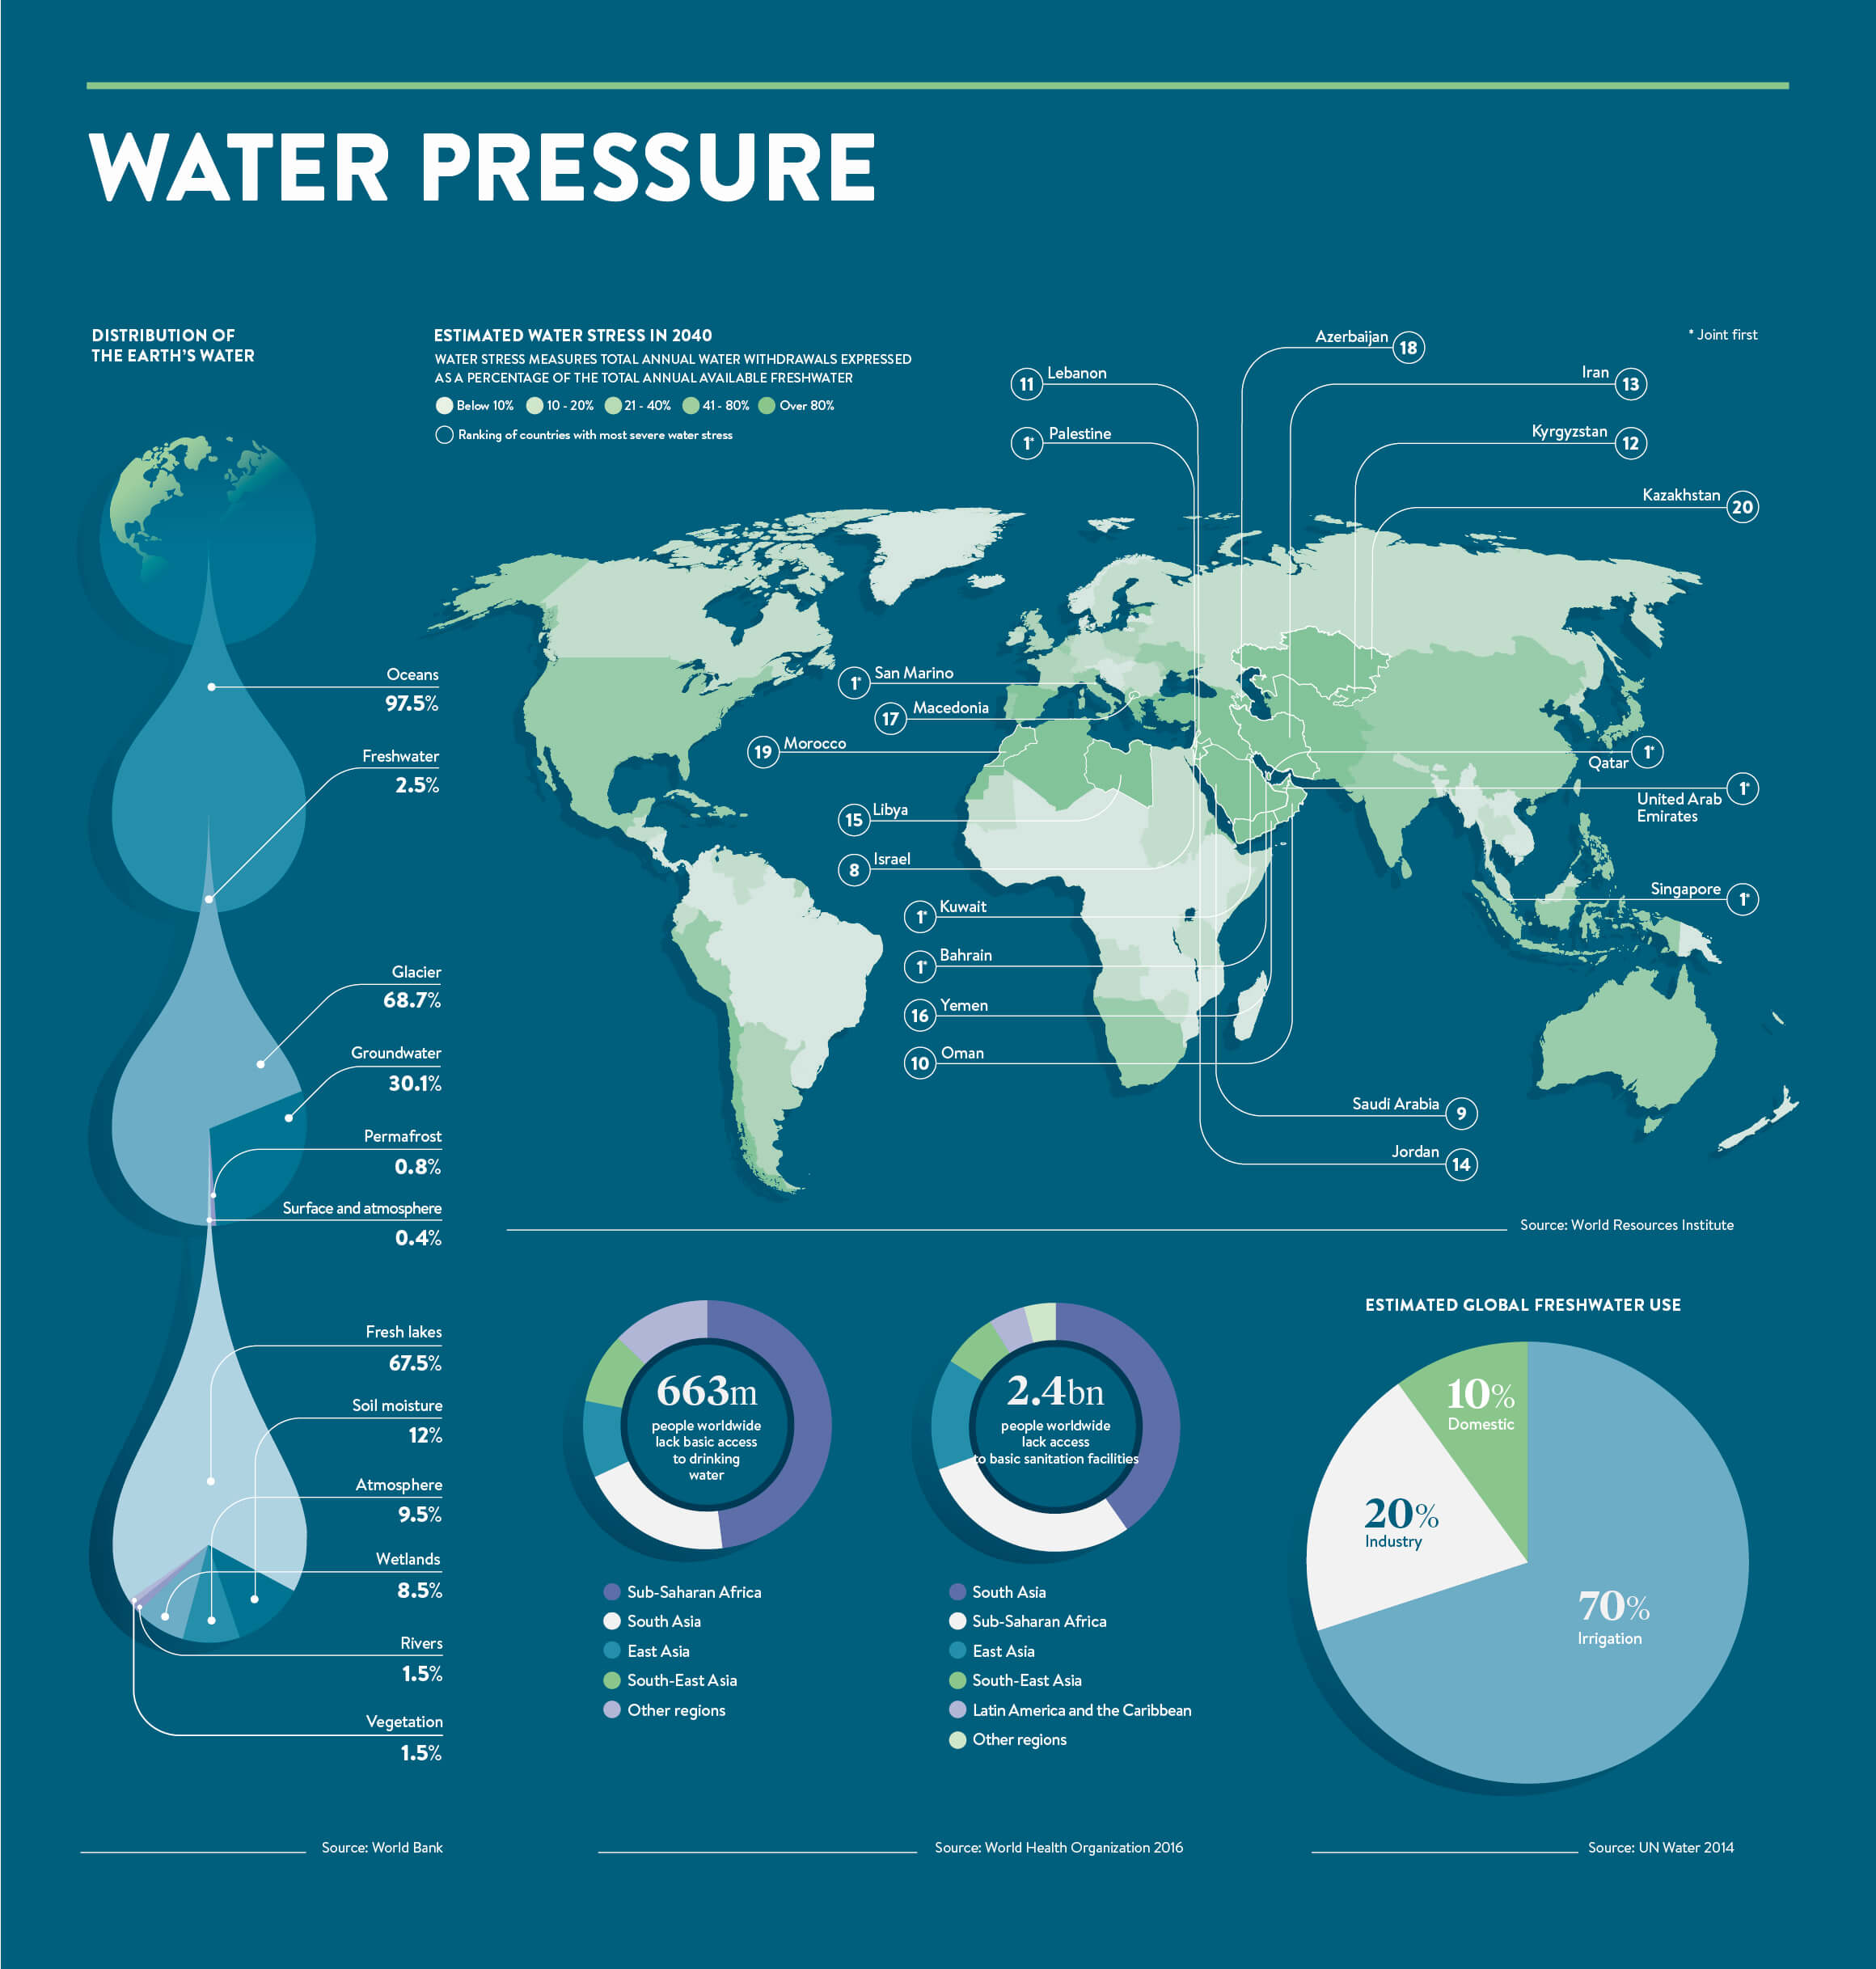 WATER PRESSURE
DISTRIBUTION OF
THE EARTH'S WATER
Oceans
97.5%
Freshwater
2.5%
Glacier
68.7%
Groundwater
30.1%
Permafrost
0.8%
Surface and atmosphere
0.4%
Fresh lakes
67.5%
Soil moisture
12%
Atmosphere
9.5%
Wetlands
8.5%
Rivers
1.5%
Vegetation
1.5%
Source: World Bank
ESTIMATED WATER STRESS IN 2040
WATER STRESS MEASURES TOTAL ANNUAL WATER WITHDRAWALS EXPRESSED
AS A PERCENTAGE OF THE TOTAL ANNUAL AVAILABLE FRESHWATER
Below 10% 10 - 20% 21 - 40% 41 - 80% Over 80%
Ranking of countries with most severe water stress
* Joint first
Azerbaijan 18
11 Lebanon
Iran 13
1* Palestine
Kyrgyzstan 12
Kazakhstan 20
1* San Marino
17 Macedonia
19 Morocco
Qatar 1*
United Arab
Emirates
1*
15 Libya
8 Israel
Singapore 1*
1* Kuwait
1* Bahrain
16 Yemen
10 Oman
Saudi Arabia 9
Jordan 14
Source: World Resources Institute
663m
people worldwide
lack basic access
to drinking
water
Sub-Saharan Africa
South Asia
East Asia
South-East Asia
Other regions
2.4bn
people worldwide
lack access
to basic sanitation facilities
South Asia
Sub-Saharan Africa
East Asia
South-East Asia
Latin America and the Caribbean
Other regions
Source: World Health Organization 2016
ESTIMATED GLOBAL FRESHWATER USE
10%
Domestic
20%
Industry
70%
Irrigation
Source: UN Water 2014